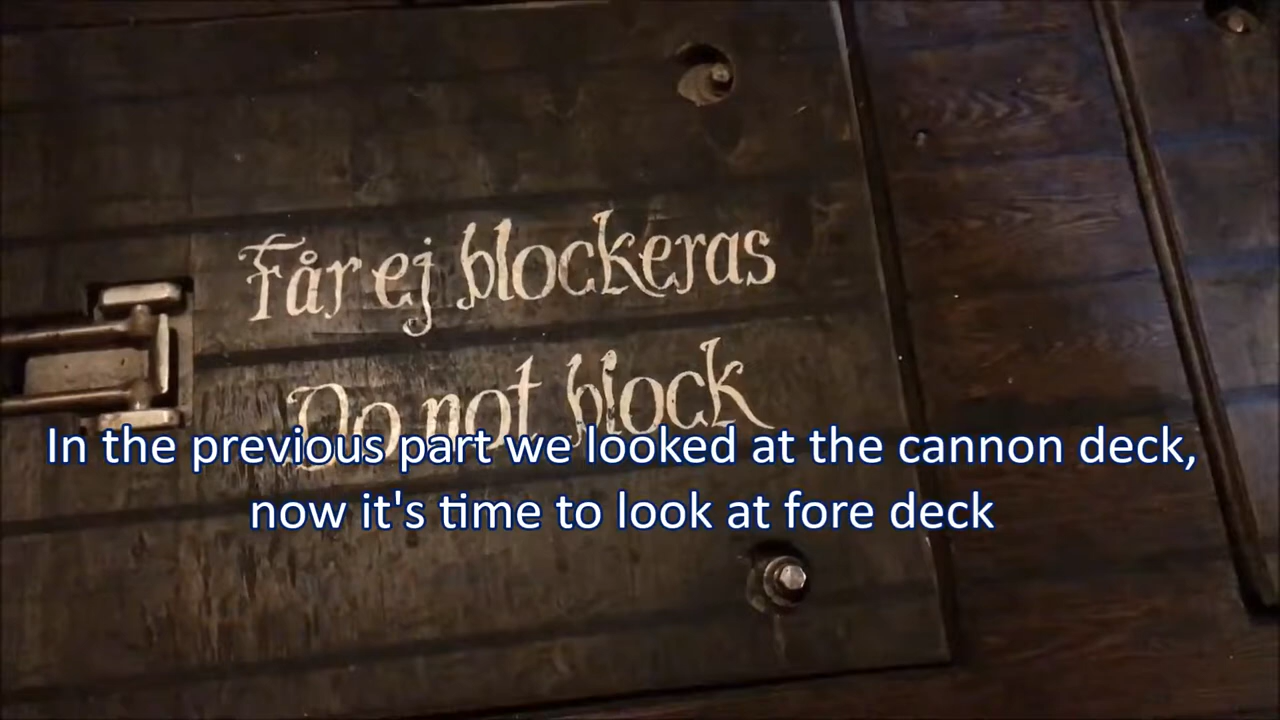 Får ej blockeras
Do not block
In the previous part we looked at the cannon deck,
now it's time to look at fore deck